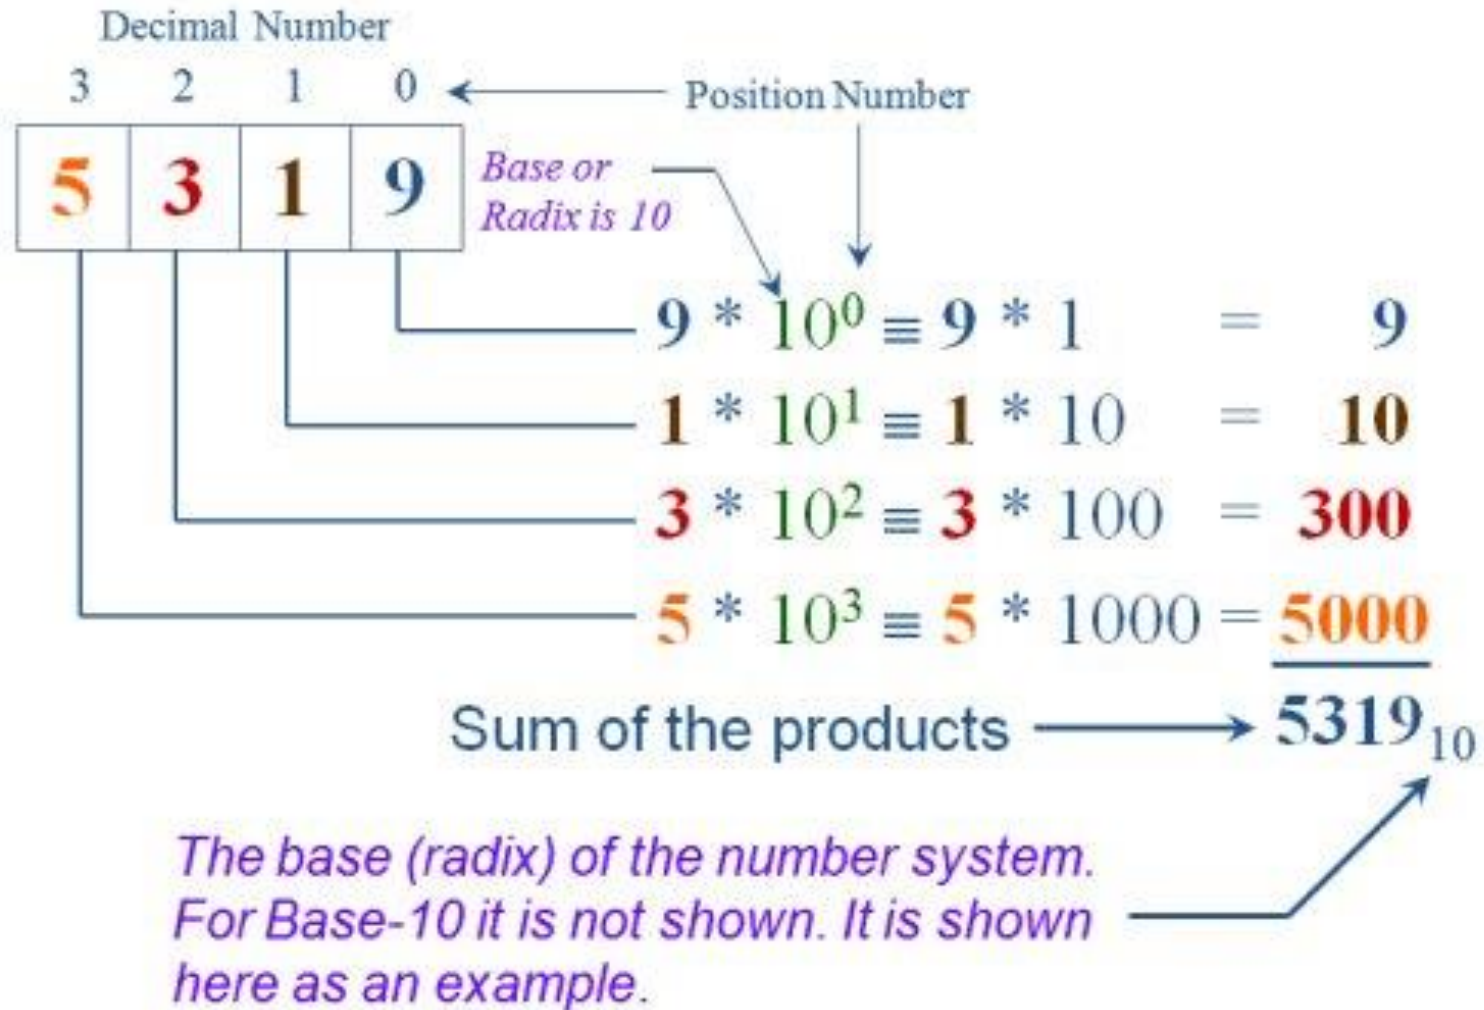 Decimal Number
3 2 1 0
Position Number
5 3 1 9
Base or
Radix is 10
9 * 10⁰ ≡ 9 * 1 = 9
1 * 10¹ ≡ 1 * 10 = 10
3 * 10² ≡ 3 * 100 = 300
5 * 10³ ≡ 5 * 1000 = 5000
Sum of the products 5319₁₀
The base (radix) of the number system.
For Base-10 it is not shown. It is shown
here as an example.